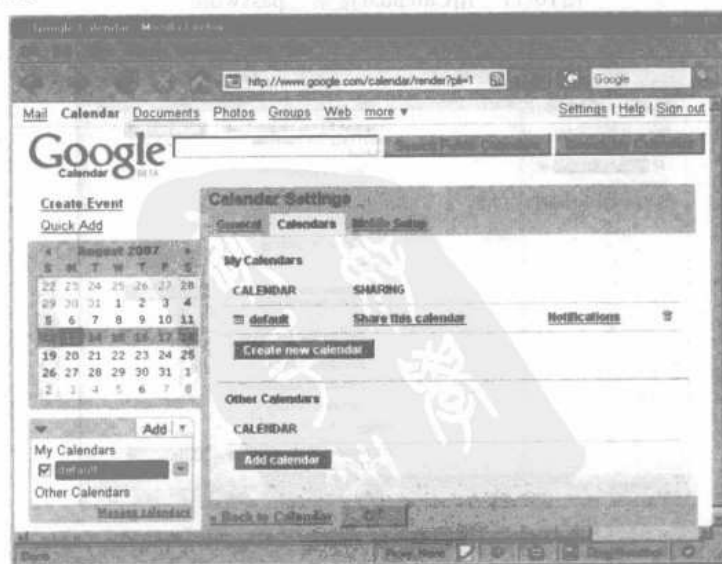 Google Calendar - Mozilla Firefox
http://www.google.com/calendar/render?pli=1
Google
Mail Calendar Documents Photos Groups Web more ▼
Settings | Help | Sign out
Google
Calendar BETA
Search Public Calendars
Create Event
Quick Add
August 2007
S M T W T F S
22 23 24 25 26 27 28
29 30 31 1 2 3 4
5 6 7 8 9 10 11
12 13 14 15 16 17 18
19 20 21 22 23 24 25
26 27 28 29 30 31 1
2 3 4 5 6 7 8
Add
My Calendars
default
Other Calendars
Manage calendars
Calendar Settings
General Calendars Mobile Setup
My Calendars
CALENDAR SHARING
default Share this calendar Notifications
Create new calendar
Other Calendars
CALENDAR
Add calendar
« Back to Calendar
Done